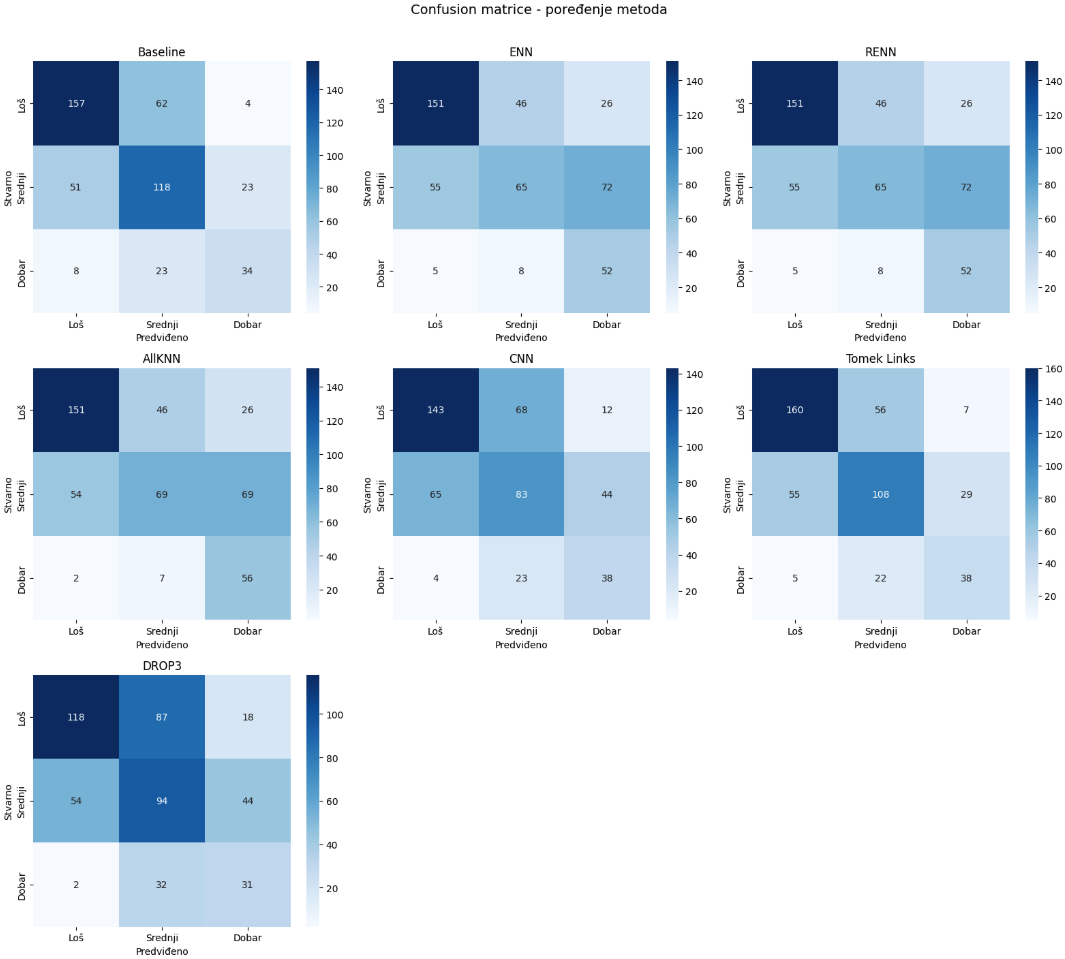 Confusion matrice - poređenje metoda
Baseline
157 62 4
51 118 23
8 23 34
Loš
Srednji
Dobar
Stvarno
Loš Srednji Dobar
Predviđeno
140
120
100
80
60
40
20
ENN
151 46 26
55 65 72
5 8 52
Loš
Srednji
Dobar
Stvarno
Loš Srednji Dobar
Predviđeno
140
120
100
80
60
40
20
RENN
151 46 26
55 65 72
5 8 52
Loš
Srednji
Dobar
Stvarno
Loš Srednji Dobar
Predviđeno
140
120
100
80
60
40
20
AllKNN
151 46 26
54 69 69
2 7 56
Loš
Srednji
Dobar
Stvarno
Loš Srednji Dobar
Predviđeno
140
120
100
80
60
40
20
CNN
143 68 12
65 83 44
4 23 38
Loš
Srednji
Dobar
Stvarno
Loš Srednji Dobar
Predviđeno
140
120
100
80
60
40
20
Tomek Links
160 56 7
55 108 29
5 22 38
Loš
Srednji
Dobar
Stvarno
Loš Srednji Dobar
Predviđeno
160
140
120
100
80
60
40
20
DROP3
118 87 18
54 94 44
2 32 31
Loš
Srednji
Dobar
Stvarno
Loš Srednji Dobar
Predviđeno
100
80
60
40
20